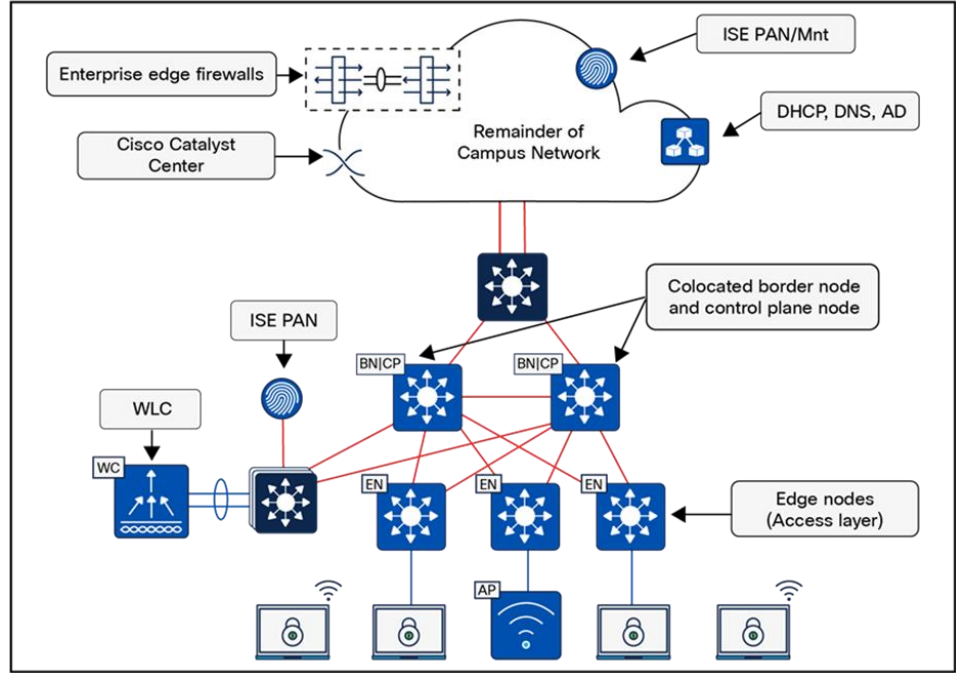 ISE PAN/Mnt
Enterprise edge firewalls
DHCP, DNS, AD
Remainder of
Campus Network
Cisco Catalyst
Center
Colocated border node
and control plane node
ISE PAN
BN|CP
BN|CP
WLC
WC
EN
EN
EN
Edge nodes
(Access layer)
AP